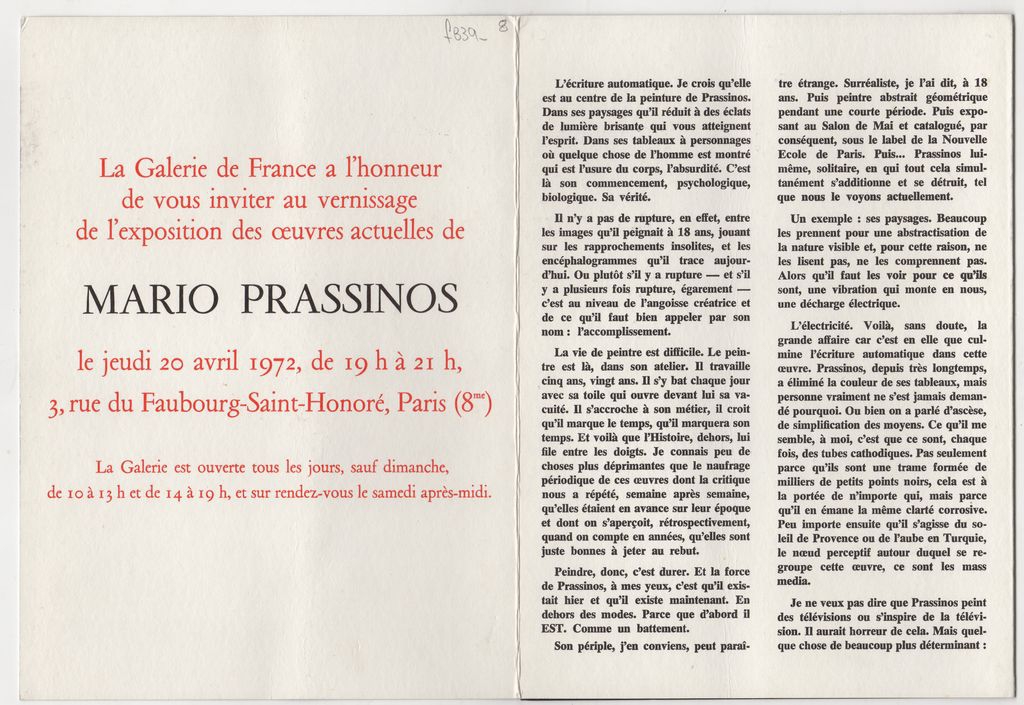 f839_ 8
La Galerie de France a l'honneur
de vous inviter au vernissage
de l'exposition des œuvres actuelles de
MARIO PRASSINOS
le jeudi 20 avril 1972, de 19 h à 21 h,
3, rue du Faubourg-Saint-Honoré, Paris (8me)
La Galerie est ouverte tous les jours, sauf dimanche,
de 10 à 13 h et de 14 à 19 h, et sur rendez-vous le samedi après-midi.
L'écriture automatique. Je crois qu'elle
est au centre de la peinture de Prassinos.
Dans ses paysages qu'il réduit à des éclats
de lumière brisante qui vous atteignent
l'esprit. Dans ses tableaux à personnages
où quelque chose de l'homme est montré
qui est l'usure du corps, l'absurdité. C'est
là son commencement, psychologique,
biologique. Sa vérité.
Il n'y a pas de rupture, en effet, entre
les images qu'il peignait à 18 ans, jouant
sur les rapprochements insolites, et les
encéphalogrammes qu'il trace aujour-
d'hui. Ou plutôt s'il y a rupture — et s'il
y a plusieurs fois rupture, égarement —
c'est au niveau de l'angoisse créatrice et
de ce qu'il faut bien appeler par son
nom : l'accomplissement.
La vie de peintre est difficile. Le pein-
tre est là, dans son atelier. Il travaille
cinq ans, vingt ans. Il s'y bat chaque jour
avec sa toile qui ouvre devant lui sa va-
cuité. Il s'accroche à son métier, il croit
qu'il marque le temps, qu'il marquera son
temps. Et voilà que l'Histoire, dehors, lui
file entre les doigts. Je connais peu de
choses plus déprimantes que le naufrage
périodique de ces œuvres dont la critique
nous a répété, semaine après semaine,
qu'elles étaient en avance sur leur époque
et dont on s'aperçoit, rétrospectivement,
quand on compte en années, qu'elles sont
juste bonnes à jeter au rebut.
Peindre, donc, c'est durer. Et la force
de Prassinos, à mes yeux, c'est qu'il exis-
tait hier et qu'il existe maintenant. En
dehors des modes. Parce que d'abord il
EST. Comme un battement.
Son périple, j'en conviens, peut paraî-
tre étrange. Surréaliste, je l'ai dit, à 18
ans. Puis peintre abstrait géométrique
pendant une courte période. Puis expo-
sant au Salon de Mai et catalogué, par
conséquent, sous le label de la Nouvelle
Ecole de Paris. Puis... Prassinos lui-
même, solitaire, en qui tout cela simul-
tanément s'additionne et se détruit, tel
que nous le voyons actuellement.
Un exemple : ses paysages. Beaucoup
les prennent pour une abstractisation de
la nature visible et, pour cette raison, ne
les lisent pas, ne les comprennent pas.
Alors qu'il faut les voir pour ce qu'ils
sont, une vibration qui monte en nous,
une décharge électrique.
L'électricité. Voilà, sans doute, la
grande affaire car c'est en elle que cul-
mine l'écriture automatique dans cette
œuvre. Prassinos, depuis très longtemps,
a éliminé la couleur de ses tableaux, mais
personne vraiment ne s'est jamais deman-
dé pourquoi. Ou bien on a parlé d'ascèse,
de simplification des moyens. Ce qu'il me
semble, à moi, c'est que ce sont, chaque
fois, des tubes cathodiques. Pas seulement
parce qu'ils sont une trame formée de
milliers de petits points noirs, cela est à
la portée de n'importe qui, mais parce
qu'il en émane la même clarté corrosive.
Peu importe ensuite qu'il s'agisse du so-
leil de Provence ou de l'aube en Turquie,
le nœud perceptif autour duquel se re-
groupe cette œuvre, ce sont les mass
media.
Je ne veux pas dire que Prassinos peint
des télévisions ou s'inspire de la télévi-
sion. Il aurait horreur de cela. Mais quel-
que chose de beaucoup plus déterminant :